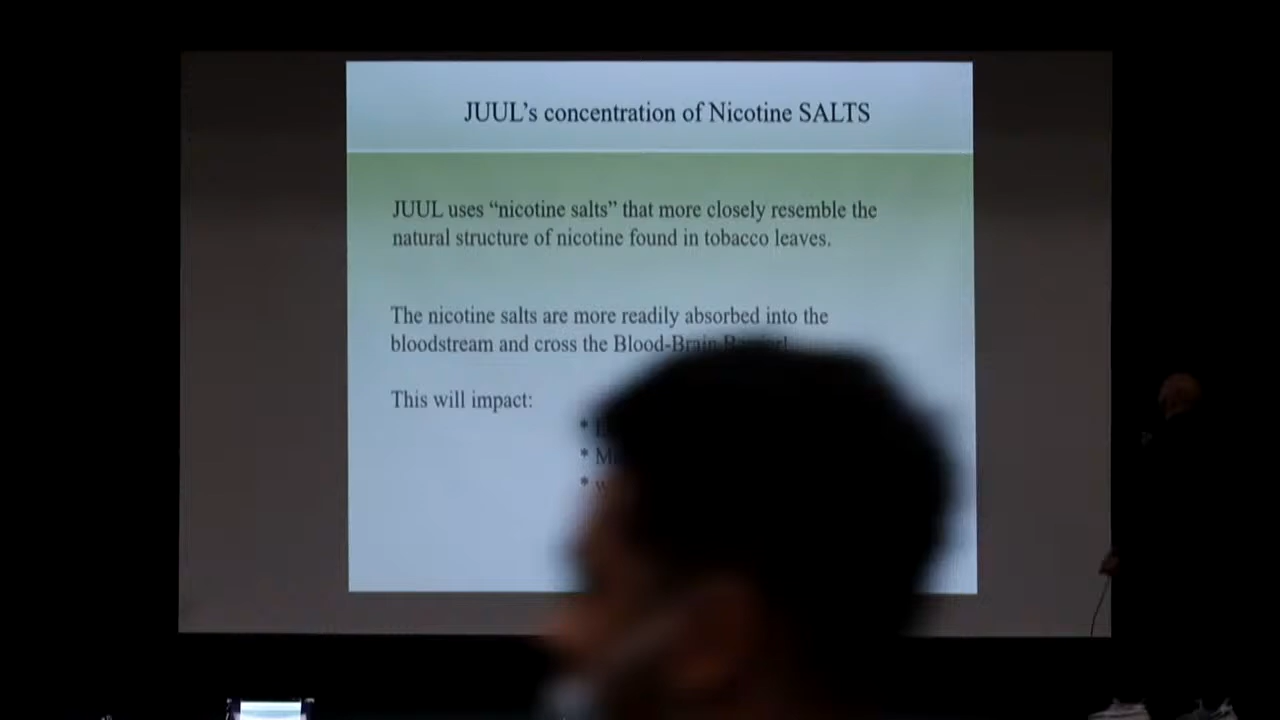 JUUL's concentration of Nicotine SALTS
JUUL uses “nicotine salts” that more closely resemble the
natural structure of nicotine found in tobacco leaves.
The nicotine salts are more readily absorbed into the
bloodstream and cross the Blood-Brain
This will impact:
*
*
*